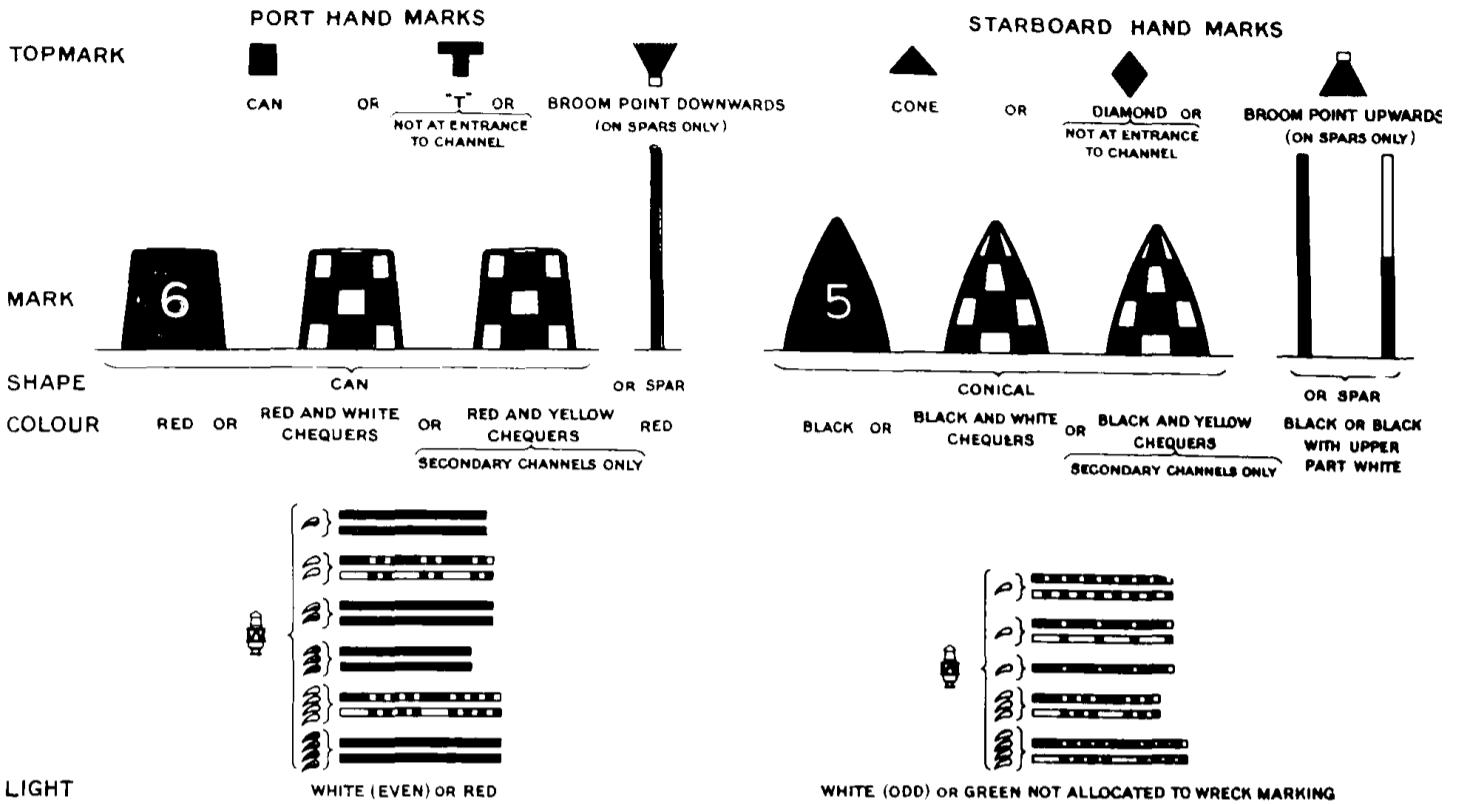 PORT HAND MARKS
STARBOARD HAND MARKS
TOPMARK
CAN OR "T" OR BROOM POINT DOWNWARDS
NOT AT ENTRANCE (ON SPARS ONLY)
TO CHANNEL
CONE OR DIAMOND OR BROOM POINT UPWARDS
NOT AT ENTRANCE (ON SPARS ONLY)
TO CHANNEL
MARK
6
5
SHAPE
CAN OR SPAR
CONICAL OR SPAR
COLOUR
RED OR RED AND WHITE CHEQUERS OR RED AND YELLOW CHEQUERS RED
SECONDARY CHANNELS ONLY
BLACK OR BLACK AND WHITE CHEQUERS OR BLACK AND YELLOW CHEQUERS BLACK OR BLACK WITH UPPER PART WHITE
SECONDARY CHANNELS ONLY
LIGHT
WHITE (EVEN) OR RED
WHITE (ODD) OR GREEN NOT ALLOCATED TO WRECK MARKING